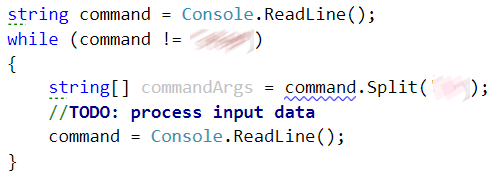 string command = Console.ReadLine();
while (command != )
{
string[] commandArgs = command.Split();
//TODO: process input data
command = Console.ReadLine();
}